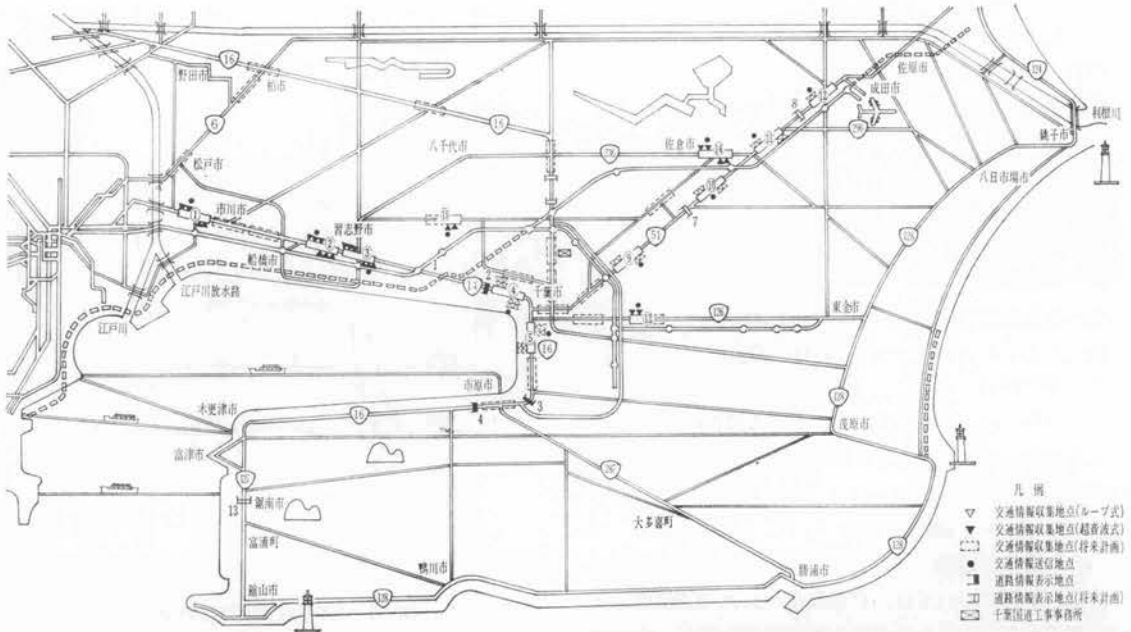 野田市
16
柏市
6
16
松戸市
八千代市
佐倉市
成田市
佐原市
利根川
銚子市
八日市場市
市川市
習志野市
船橋市
江戸川放水路
江戸川
千葉市
51
126
東金市
126
16
市原市
木更津市
16
4
3
茂原市
富津市
鋸南市
13
富浦町
大多喜町
館山市
鴨川市
勝浦市
7
8
凡例
交通情報収集地点(ループ式)
交通情報収集地点(超音波式)
交通情報収集地点(将来計画)
交通情報送信地点
道路情報表示地点
道路情報表示地点(将来計画)
千葉国道工事事務所